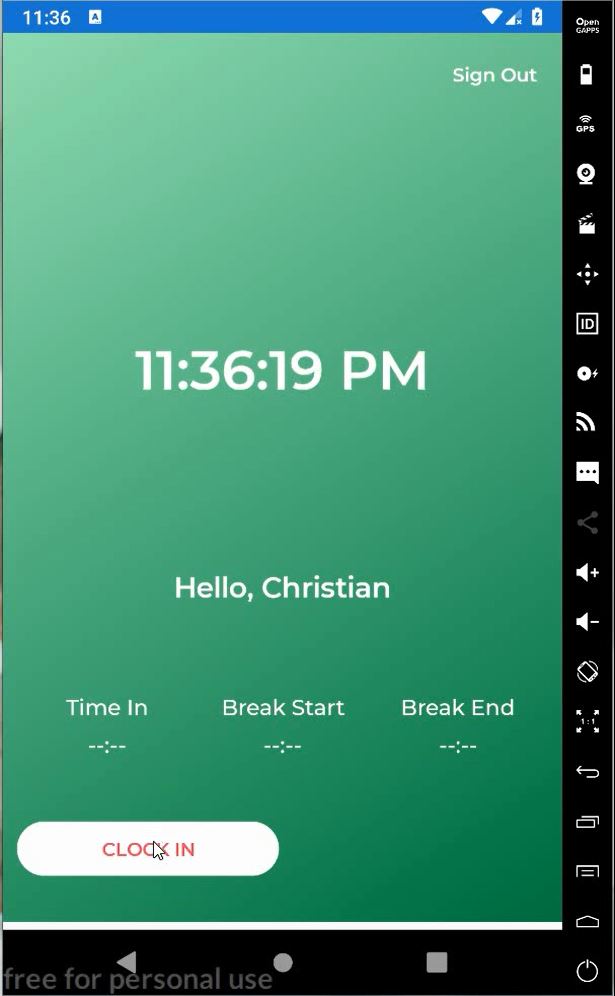 11:36 A
Open
GAPPS
Sign Out
GPS
ID
11:36:19 PM
Hello, Christian
Time In Break Start Break End
--:-- --:-- --:--
1:1
CLOCK IN
free for personal use